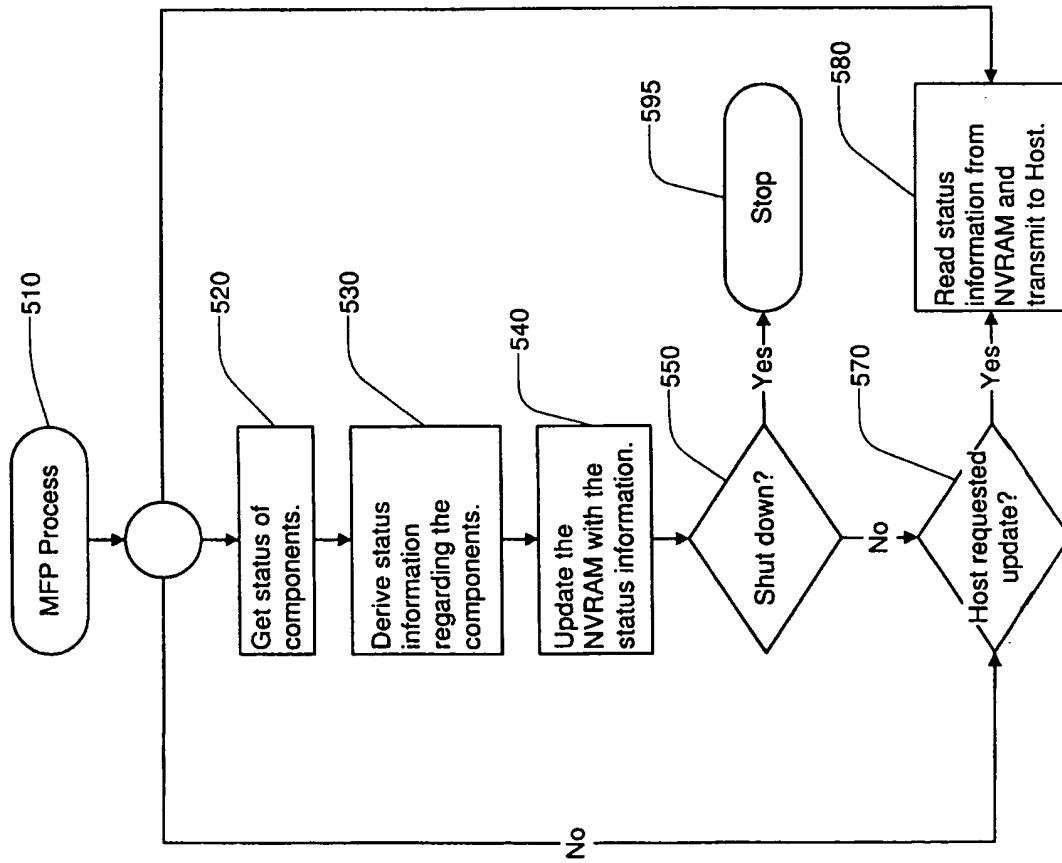 MFP Process
510
Get status of
components.
520
Derive status
information
regarding the
components.
530
Update the
NVRAM with the
status information.
540
Shut down?
550
Yes
Stop
595
No
Host requested
update?
570
Yes
Read status
information from
NVRAM and
transmit to Host.
580
No